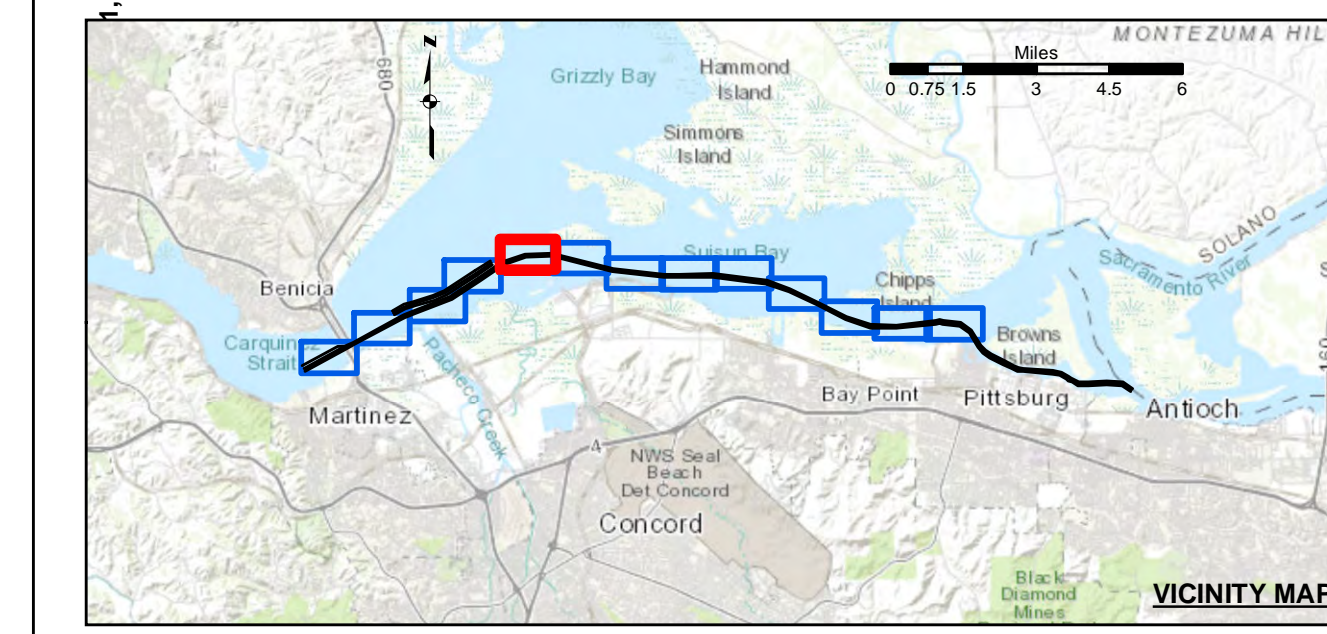 MONTEZUMA HIL
N
Miles
680
Grizzly Bay
Hammond
Island
0 0.75 1.5 3 4.5 6
Simmons
Island
SOLANO
Suisun Bay
Sacramento River
Chipps
Island
Benicia
Browns
Island
Carquinez
Strait
160
Pacheco Creek
Bay Point
Pittsburg
Antioch
Martinez
4
NWS Seal
Beach
Det Concord
Concord
Black
Diamond
Mines
VICINITY MAP